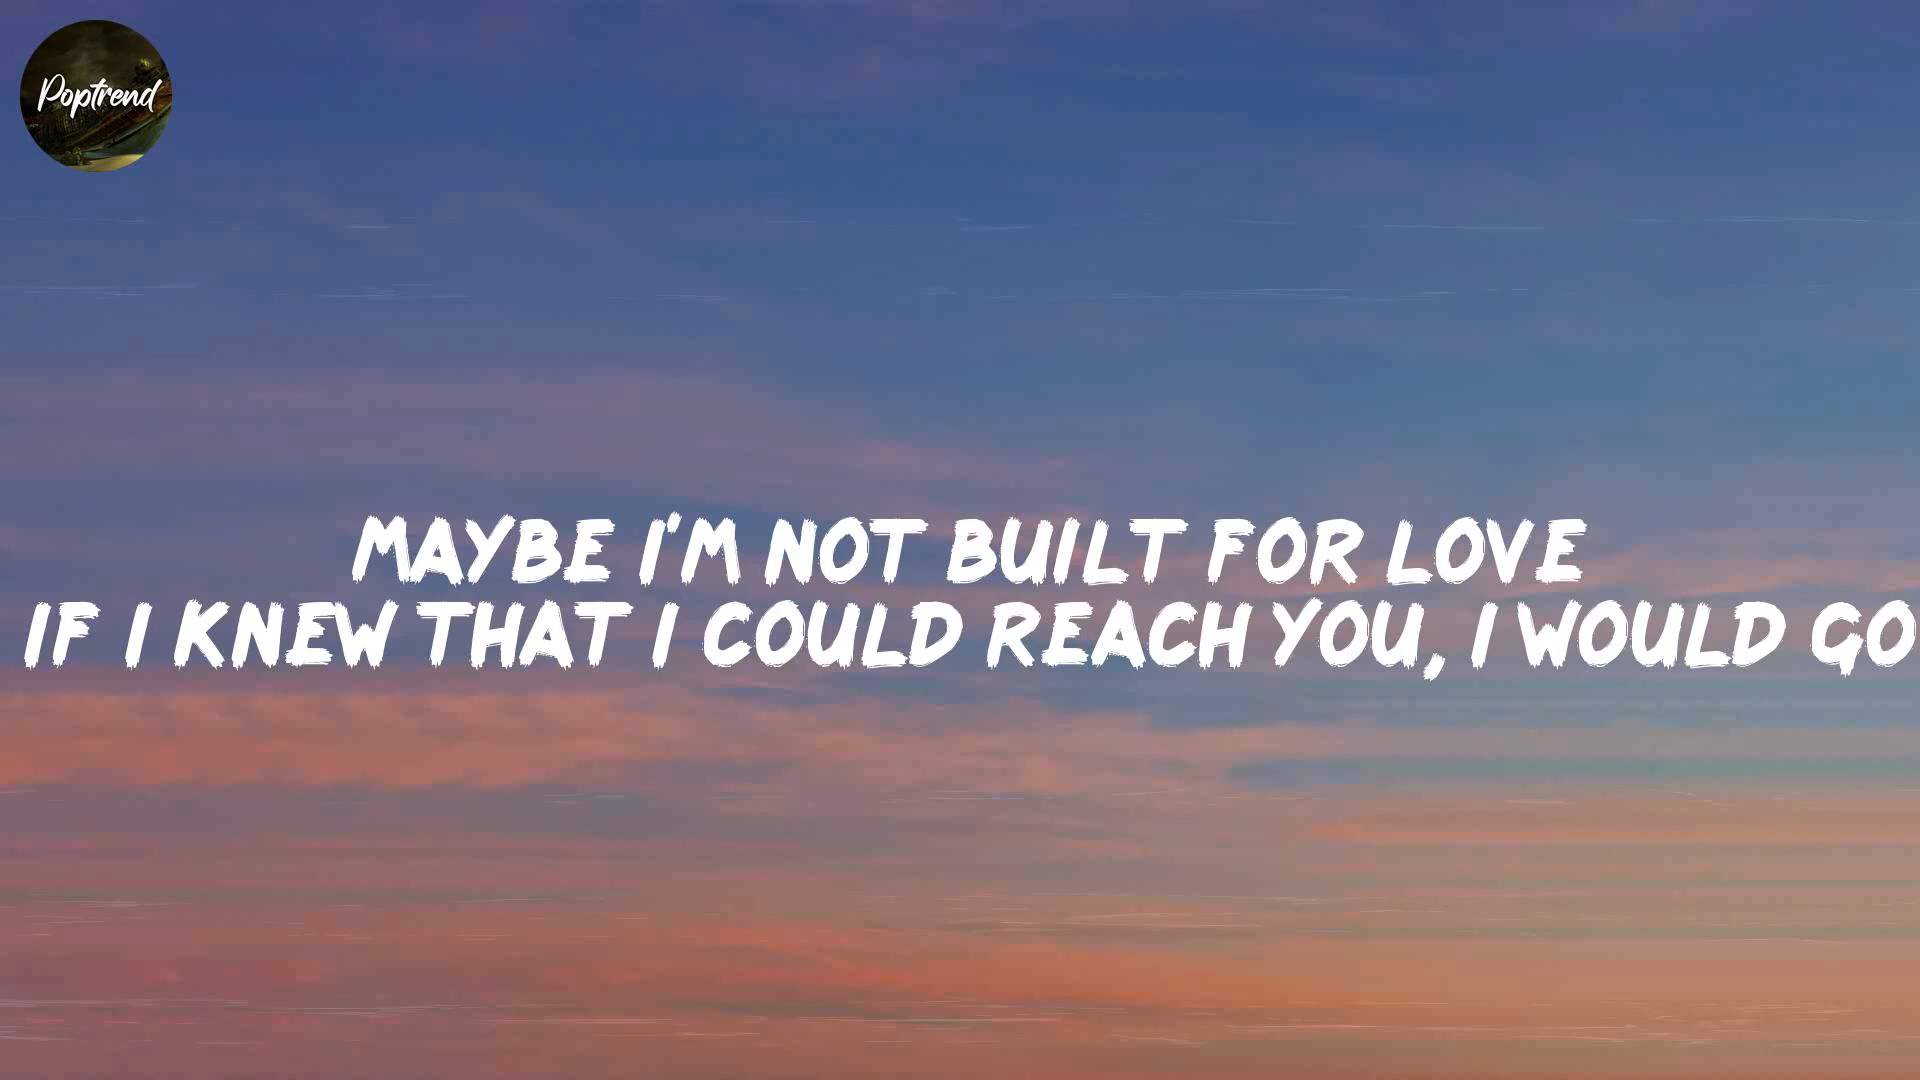 Poptrend
MAYBE I'M NOT BUILT FOR LOVE
IF I KNEW THAT I COULD REACH YOU, I WOULD GO